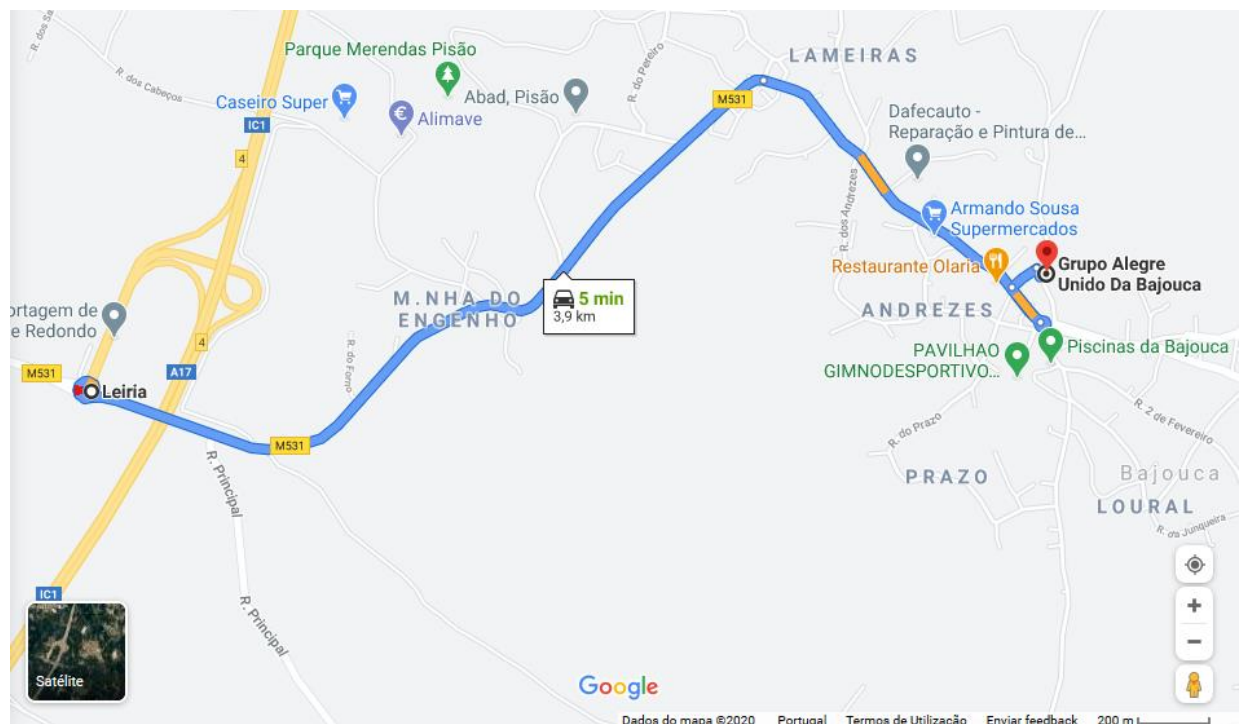 R. dos Cabeços
Parque Merendas Pisão
Caseiro Super
Alimave
Abad, Pisão
R. do Pereiro
M531
LAMEIRAS
Dafecauto -
Reparação e Pintura de...
IC1
4
R. dos Andrezes
Armando Sousa
Supermercados
Restaurante Olaria
Grupo Alegre
Unido Da Bajouca
5 min
3,9 km
M.NHA DO
ENGENHO
ANDREZES
ortagem de
e Redondo
4
PAVILHAO
GIMNODESPORTIVO...
Piscinas da Bajouca
M531
Leiria
A17
R. do Forno
M531
R. Principal
R. do Prazo
R. 2 de Fevereiro
PRAZO
Bajouca
LOURAL
R. da Junqueira
IC1
R. Principal
Satélite
Google
Dados do mapa ©2020 Portugal Termos de Utilização Enviar feedback 200 m